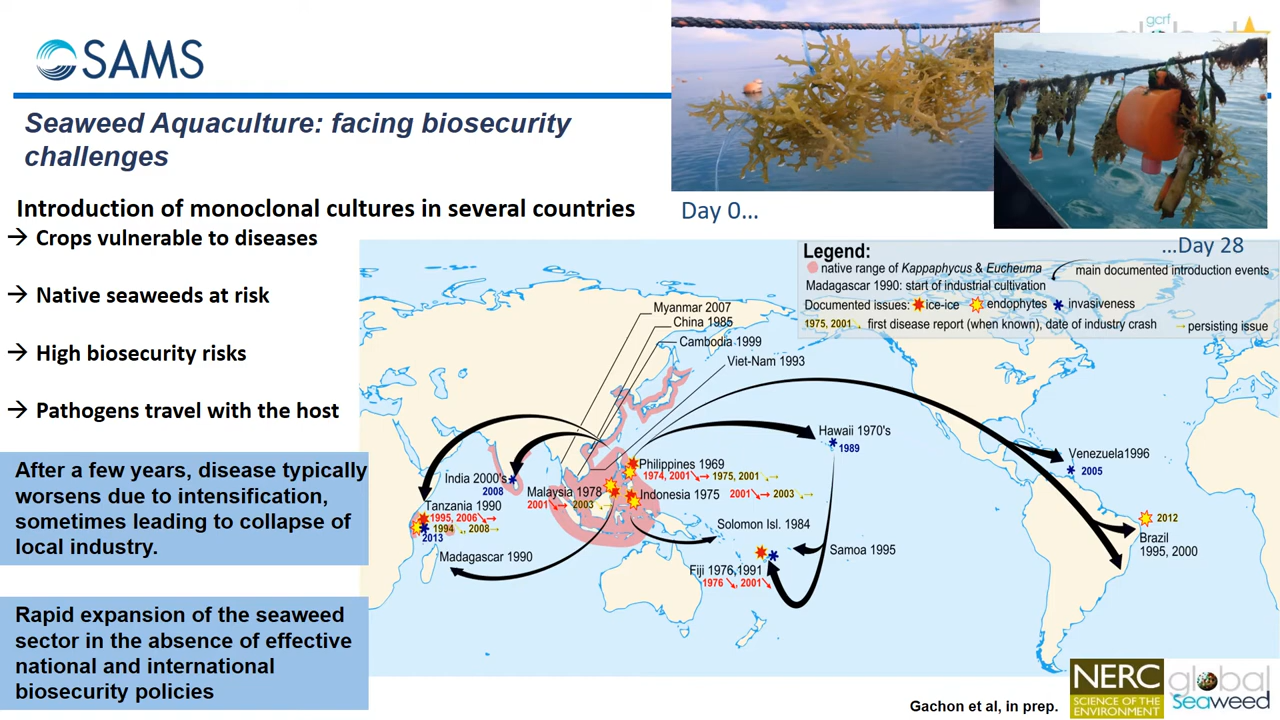 SAMS
gcrf
global
Seaweed Aquaculture: facing biosecurity
challenges
Introduction of monoclonal cultures in several countries
→ Crops vulnerable to diseases
→ Native seaweeds at risk
→ High biosecurity risks
→ Pathogens travel with the host
After a few years, disease typically
worsens due to intensification,
sometimes leading to collapse of
local industry.
Rapid expansion of the seaweed
sector in the absence of effective
national and international
biosecurity policies
Day 0...
...Day 28
Legend:
native range of Kappaphycus & Eucheuma
main documented introduction events
Madagascar 1990: start of industrial cultivation
Documented issues: ice-ice endophytes invasiveness
1975, 2001 first disease report (when known), date of industry crash → persisting issue
Myanmar 2007
China 1985
Cambodia 1999
Viet-Nam 1993
Hawaii 1970's
1989
Venezuela1996
2005
Philippines 1969
1974, 2001 → 1975, 2001 →
India 2000's
2008
Malaysia 1978
2001 → 2003 →
Indonesia 1975
2001 → 2003 →
Tanzania 1990
1995, 2006 →
1994 , 2008→
2013
Solomon Isl. 1984
2012
Brazil
1995, 2000
Madagascar 1990
Samoa 1995
Fiji 1976,1991
1976 , 2001
NERC
SCIENCE OF THE
ENVIRONMENT
global
Seaweed
Gachon et al, in prep.